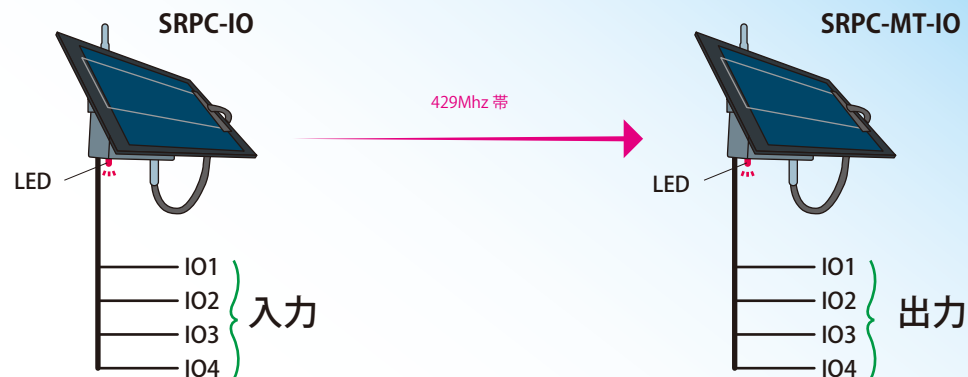 SRPC-IO
SRPC-MT-IO
429Mhz 帯
LED
LED
IO1
IO2
IO3
IO4
入力
IO1
IO2
IO3
IO4
出力